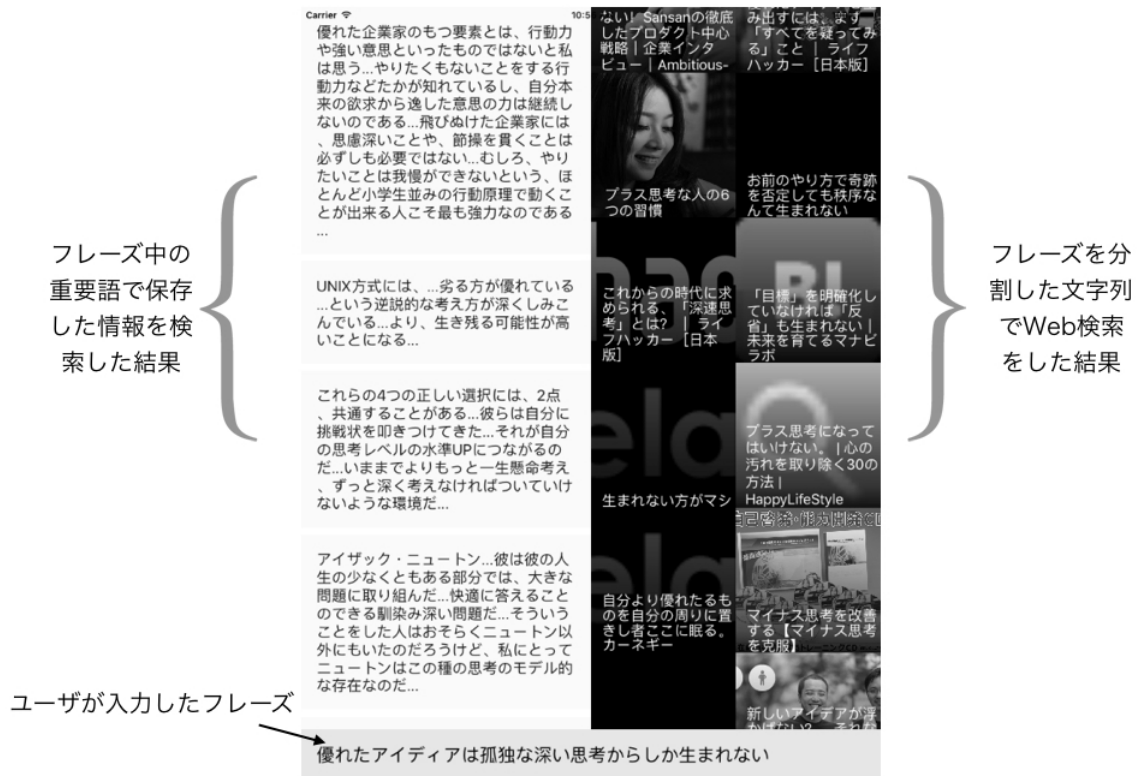 Carrier
10:5
優れた企業家のもつ要素とは、行動力
や強い意思といったものではないと私
は思う...やりたくもないことをする行
動力などたかが知れているし、自分本
来の欲求から逸した意思の力は継続し
ないのである...飛びぬけた企業家には
、思慮深いことや、節操を貫くことは
必ずしも必要ではない...むしろ、やり
たいことは我慢ができないという、ほ
とんど小学生並みの行動原理で動くこ
とが出来る人こそ最も強力なのである
...
UNIX方式には、...劣る方が優れている
...という逆説的な考え方が深くしみこ
んでいる...より、生き残る可能性が高
いことになる...
これらの4つの正しい選択には、2点
、共通することがある...彼らは自分に
挑戦状を叩きつけてきた...それが自分
の思考レベルの水準UPにつながるの
だ...いままでよりもっと一生懸命考え
、ずっと深く考えなければついていけ
ないような環境だ...
アイザック・ニュートン...彼は彼の人
生の少なくともある部分では、大きな
問題に取り組んだ...快適に答えること
のできる馴染み深い問題だ...そういう
ことをした人はおそらくニュートン以
外にもいたのだろうけど、私にとって
ニュートンはこの種の思考のモデル的
な存在なのだ...
ない! Sansanの徹底
したプロダクト中心
戦略 | 企業インタ
ビュー | Ambitious-
み出すには、まず
「すべてを疑ってみ
る」こと | ライフ
ハッカー［日本版］
プラス思考な人の6
つの習慣
お前のやり方で奇跡
を否定しても秩序な
んて生まれない
これからの時代に求
められる、「深速思
考」とは? | ライ
フハッカー［日本
版］
「目標」を明確化し
ていなければ「反
省」も生まれない |
未来を育てるマナビ
ラボ
生まれない方がマシ
プラス思考になって
はいけない。 | 心の
汚れを取り除く30の
方法 |
HappyLifeStyle
自分より優れたるも
のを自分の周りに置
きし者ここに眠る。
カーネギー
マイナス思考を改善
する【マイナス思考
を克服】
新しいアイデアが浮
かばない?
優れたアイディアは孤独な深い思考からしか生まれない
フレーズ中の
重要語で保存
した情報を検
索した結果
フレーズを分
割した文字列
でWeb検索
をした結果
ユーザが入力したフレーズ